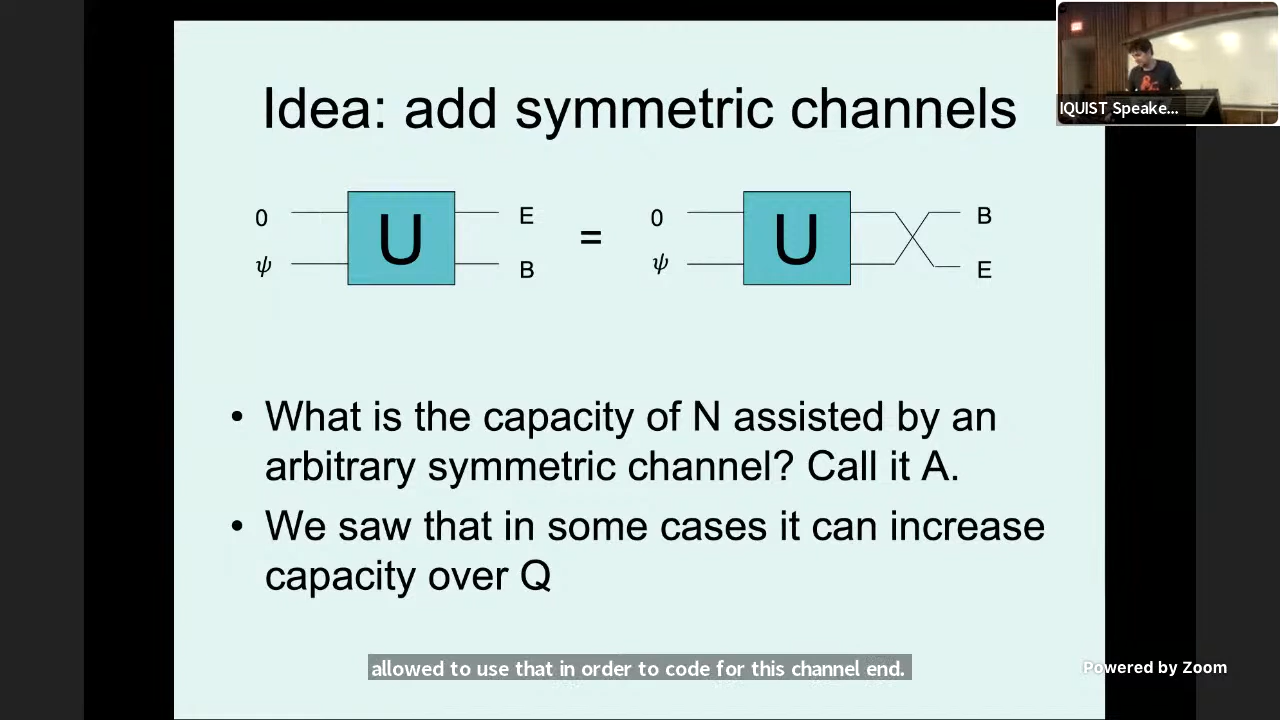 Idea: add symmetric channels
IQUIST Speake...
0 U E = 0 U B
ψ B ψ E
• What is the capacity of N assisted by an
arbitrary symmetric channel? Call it A.
• We saw that in some cases it can increase
capacity over Q
allowed to use that in order to code for this channel end.
Powered by Zoom